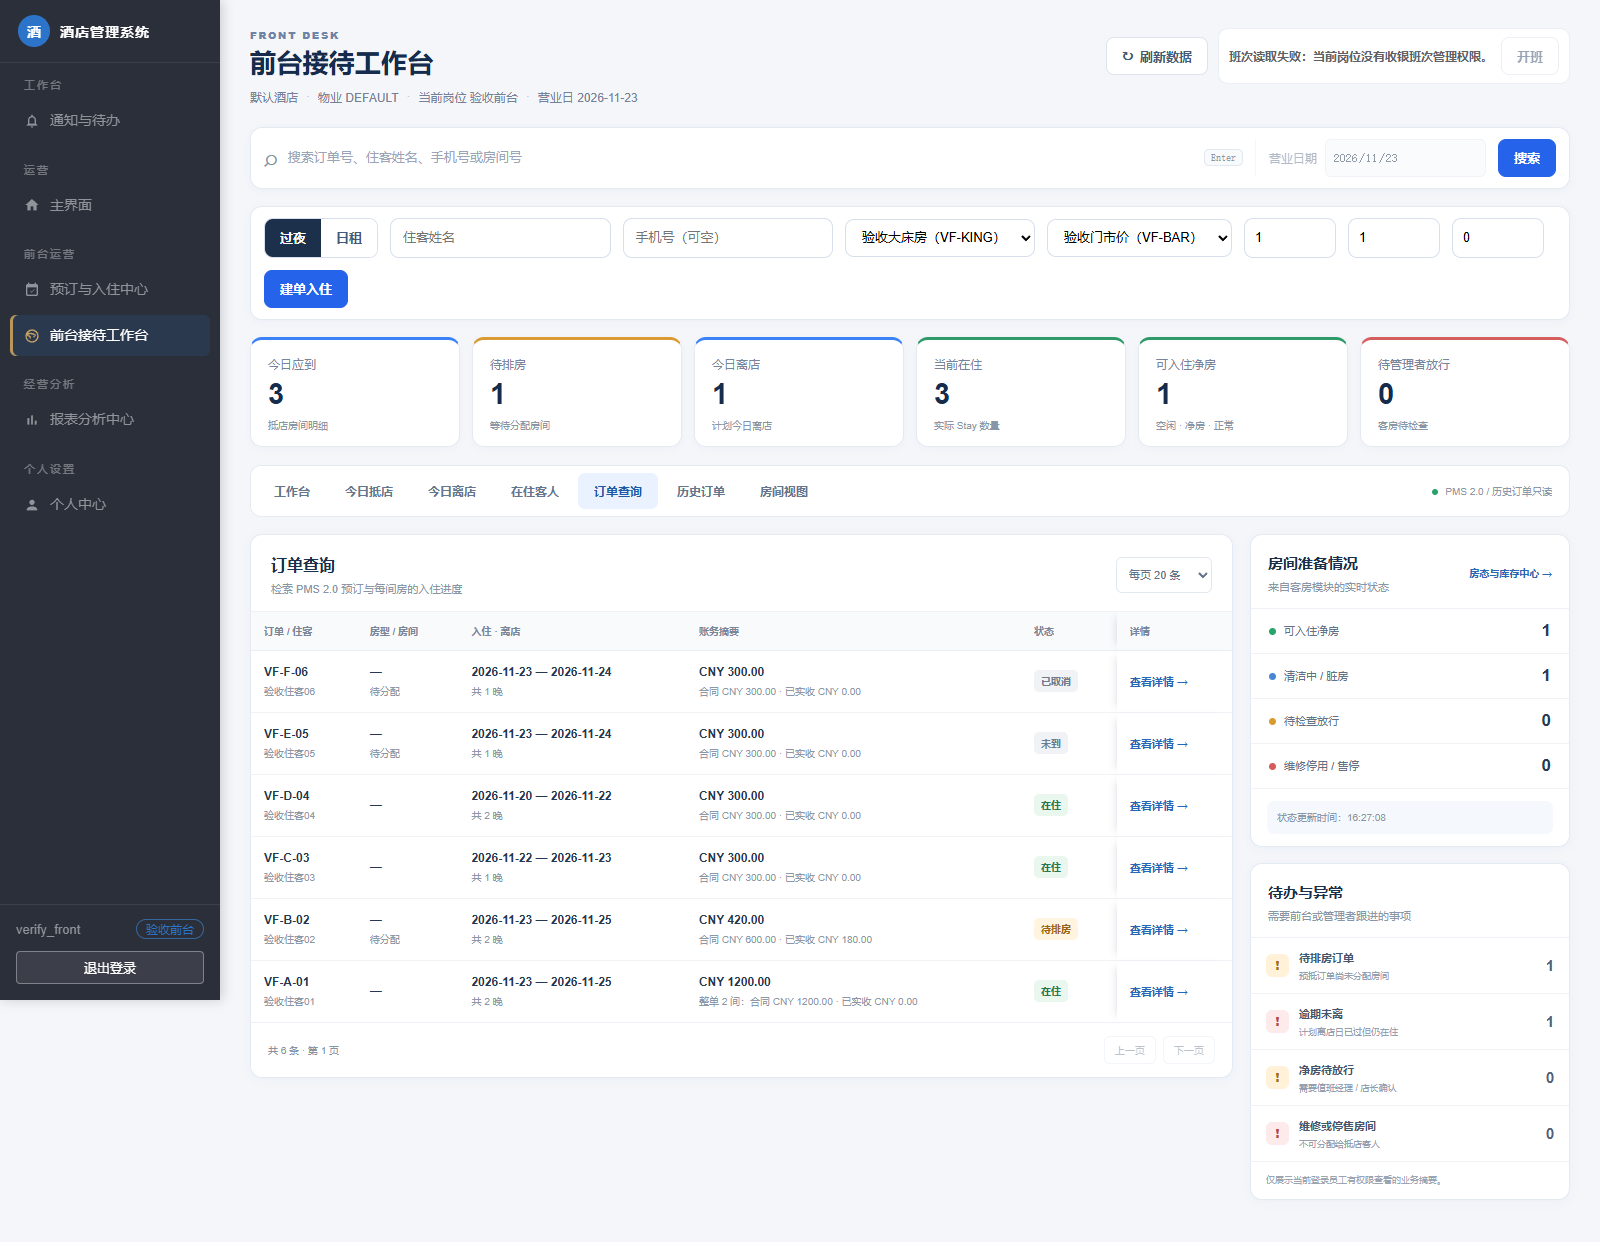 酒 酒店管理系统
工作台
通知与待办
运营
主界面
前台运营
预订与入住中心
前台接待工作台
经营分析
报表分析中心
个人设置
个人中心
verify_front 验收前台
退出登录
FRONT DESK
前台接待工作台
默认酒店 · 物业 DEFAULT · 当前岗位 验收前台 · 营业日 2026-11-23
↻ 刷新数据
班次读取失败：当前岗位没有收银班次管理权限。 开班
搜索订单号、住客姓名、手机号或房间号 Enter 营业日期 2026/11/23 搜索
过夜 日租 住客姓名 手机号（可空） 验收大床房（VF-KING） 验收门市价（VF-BAR） 1 1 0
建单入住
今日应到
3
抵店房间明细
待排房
1
等待分配房间
今日离店
1
计划今日离店
当前在住
3
实际 Stay 数量
可入住净房
1
空闲 · 净房 · 正常
待管理者放行
0
客房待检查
工作台 今日抵店 今日离店 在住客人 订单查询 历史订单 房间视图 PMS 2.0 / 历史订单只读
订单查询
检索 PMS 2.0 预订与每间房的入住进度
每页 20 条
订单 / 住客 房型 / 房间 入住 · 离店 账务摘要 状态 详情
VF-F-06 — 2026-11-23 — 2026-11-24 CNY 300.00 已取消 查看详情 →
验收住客06 待分配 共 1 晚 合同 CNY 300.00 · 已实收 CNY 0.00
VF-E-05 — 2026-11-23 — 2026-11-24 CNY 300.00 未到 查看详情 →
验收住客05 待分配 共 1 晚 合同 CNY 300.00 · 已实收 CNY 0.00
VF-D-04 — 2026-11-20 — 2026-11-22 CNY 300.00 在住 查看详情 →
验收住客04 共 2 晚 合同 CNY 300.00 · 已实收 CNY 0.00
VF-C-03 — 2026-11-22 — 2026-11-23 CNY 300.00 在住 查看详情 →
验收住客03 共 1 晚 合同 CNY 300.00 · 已实收 CNY 0.00
VF-B-02 — 2026-11-23 — 2026-11-25 CNY 420.00 待排房 查看详情 →
验收住客02 待分配 共 2 晚 合同 CNY 600.00 · 已实收 CNY 180.00
VF-A-01 — 2026-11-23 — 2026-11-25 CNY 1200.00 在住 查看详情 →
验收住客01 共 2 晚 整单 2 间：合同 CNY 1200.00 · 已实收 CNY 0.00
共 6 条 · 第 1 页 上一页 下一页
房间准备情况
来自客房模块的实时状态
房态与库存中心 →
可入住净房 1
清洁中 / 脏房 1
待检查放行 0
维修停用 / 售停 0
状态更新时间：16:27:08
待办与异常
需要前台或管理者跟进的事项
! 待排房订单 1
预抵订单尚未分配房间
! 逾期未离 1
计划离店日已过但仍在住
! 净房待放行 0
需要值班经理 / 店长确认
! 维修或停售房间 0
不可分配给抵店客人
仅展示当前登录员工有权限查看的业务摘要。